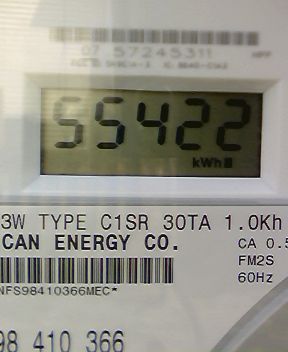 07 57245311
55422
kWh
3W TYPE C1SR 30TA 1.0Kh
CAN ENERGY CO.
CA 0.5
FM2S
60Hz
NFS98410366MEC*
98 410 366